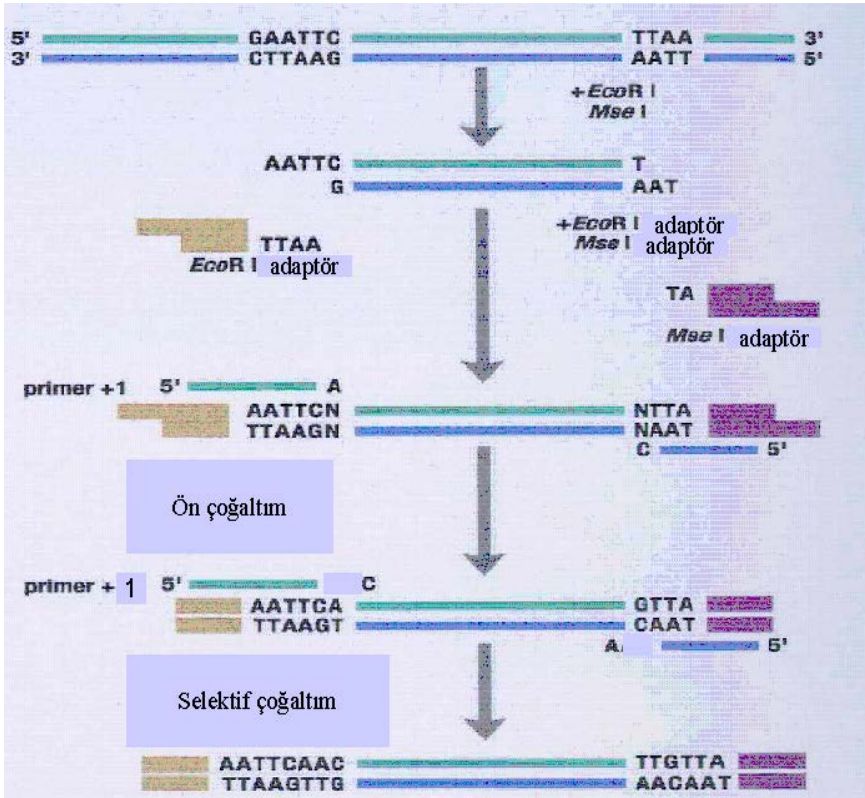 5' GAATTC TTAA 3'
3' CTTAAG AATT 5'
+EcoR I
Mse I
AATTC T
G AAT
+EcoR I adaptör
Mse I adaptör
TTAA
EcoR I adaptör
TA
Mse I adaptör
primer +1 5' A
AATTCN NTTA
TTAAGN NAAT
C 5'
Ön çoğaltım
primer + 1 5' C
AATTCA GTTA
TTAAGT CAAT
A 5'
Selektif çoğaltım
AATTCAAC TTGTTA
TTAAGTTG AACAAT